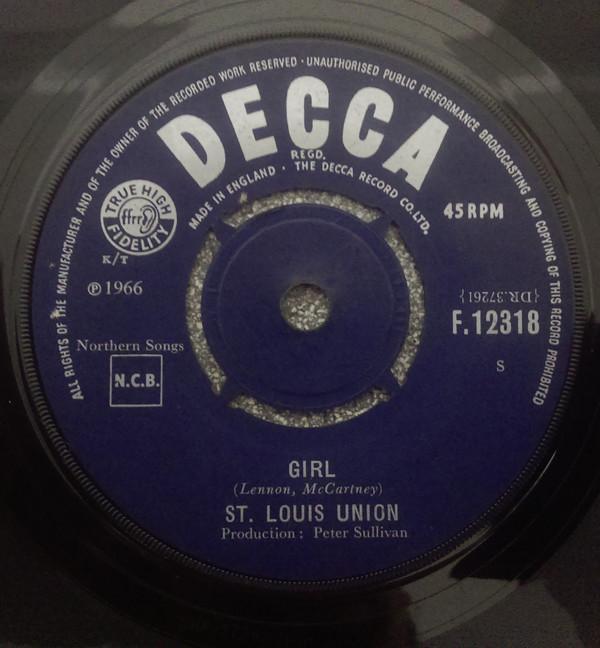 ALL RIGHTS OF THE MANUFACTURER AND OF THE OWNER OF THE RECORDED WORK RESERVED · UNAUTHORISED PUBLIC PERFORMANCE BROADCASTING AND COPYING OF THIS RECORD PROHIBITED
DECCA
REGD.
MADE IN ENGLAND · THE DECCA RECORD CO. LTD.
TRUE HIGH
ffrr
FIDELITY
K/T
45 RPM
℗ 1966
{DR.37261}
F.12318
Northern Songs
N.C.B.
S
GIRL
(Lennon, McCartney)
ST. LOUIS UNION
Production : Peter Sullivan